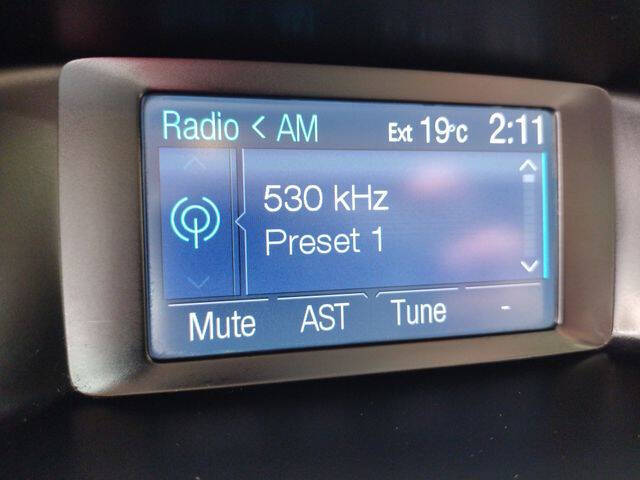 Radio < AM Ext 19°C 2:11
530 kHz
Preset 1
Mute AST Tune -